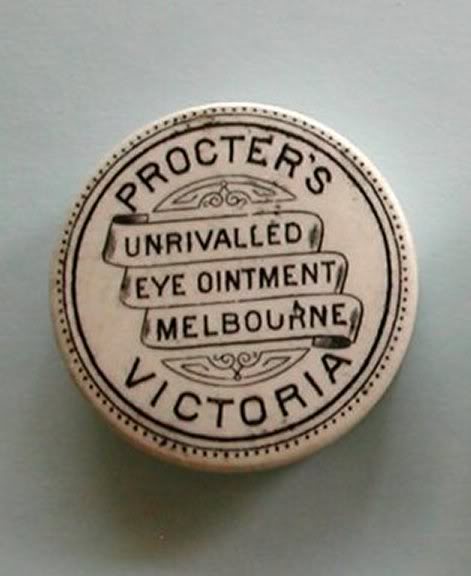 PROCTER'S
UNRIVALLED
EYE OINTMENT
MELBOURNE
VICTORIA